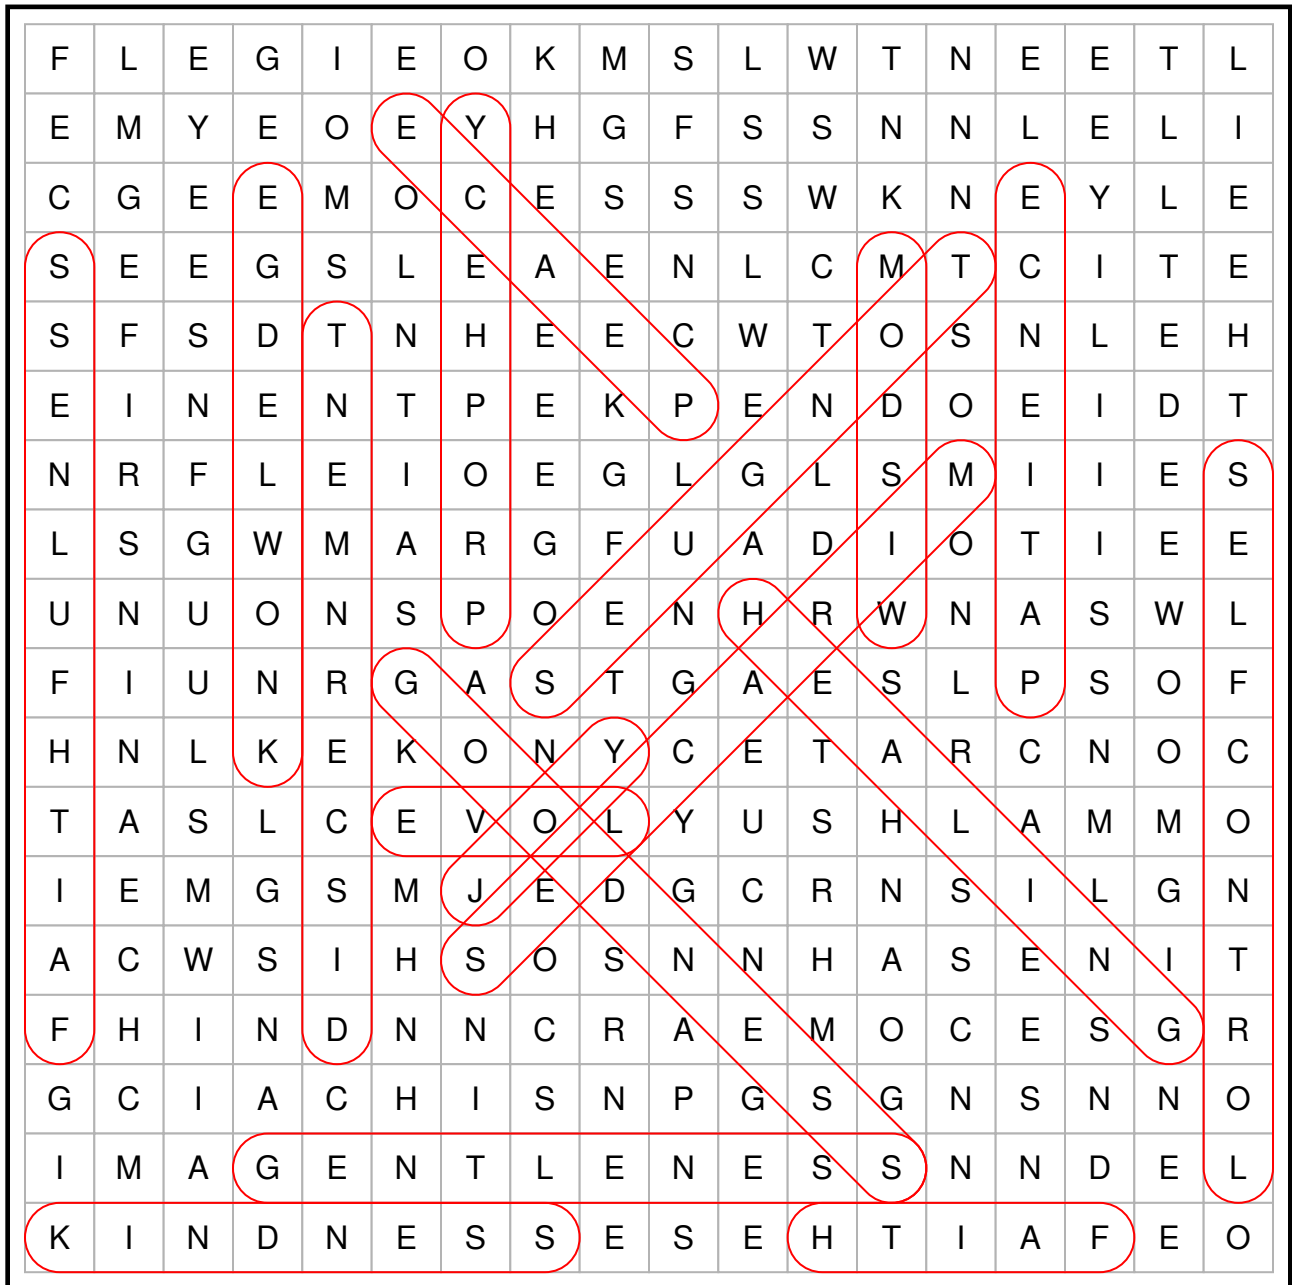 F L E G I E O K M S L W T N E E T L
E M Y E O E Y H G F S S N N L E L I
C G E E M O C E S S S W K N E Y L E
S E E G S L E A E N L C M T C I T E
S F S D T N H E E C W T O S N L E H
E I N E N T P E K P E N D O E I D T
N R F L E I O E G L G L S M I I E S
L S G W M A R G F U A D I O T I E E
U N U O N S P O E N H R W N A S W L
F I U N R G A S T G A E S L P S O F
H N L K E K O N Y C E T A R C N O C
T A S L C E V O L Y U S H L A M M O
I E M G S M J E D G C R N S I L G N
A C W S I H S O S N N H A S E N I T
F H I N D N N C R A E M O C E S G R
G C I A C H I S N P G S G N S N N O
I M A G E N T L E N E S S N N D E L
K I N D N E S S E S E H T I A F E O